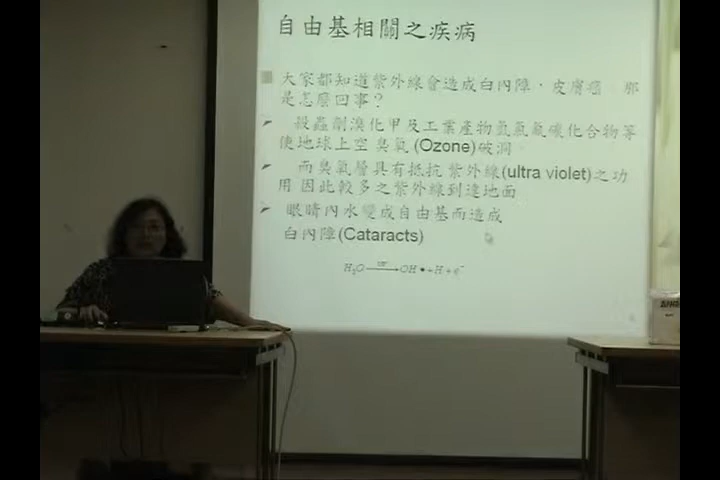 自由基相關之疾病
大家都知道紫外線會造成白內障，皮膚癌，那
是怎麼回事？
殺蟲劑溴化甲及工業產物氫氟碳化合物等
使地球上空 臭氧 (Ozone)破洞。
而臭氧層具有抵抗 紫外線(ultra violet)之功
用 因此較多之紫外線到達地面
眼睛內水變成自由基而造成
白內障(Cataracts)
H₂O → OH • + H + e⁻